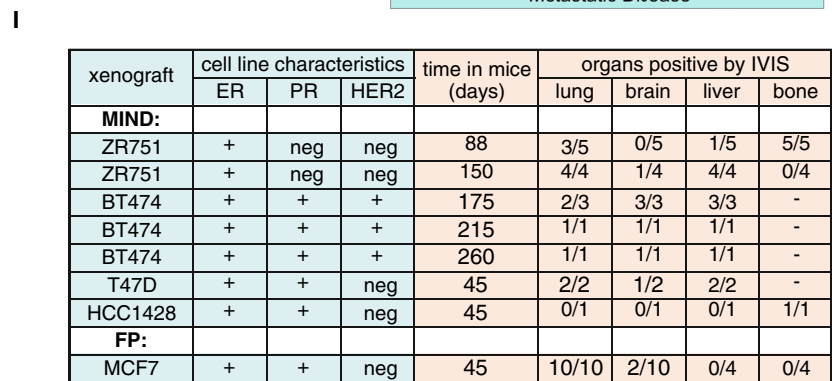 Metastatic Disease
I
xenograft cell line characteristics time in mice (days) organs positive by IVIS
ER PR HER2 lung brain liver bone
MIND:
ZR751 + neg neg 88 3/5 0/5 1/5 5/5
ZR751 + neg neg 150 4/4 1/4 4/4 0/4
BT474 + + + 175 2/3 3/3 3/3 -
BT474 + + + 215 1/1 1/1 1/1 -
BT474 + + + 260 1/1 1/1 1/1 -
T47D + + neg 45 2/2 1/2 2/2 -
HCC1428 + + neg 45 0/1 0/1 0/1 1/1
FP:
MCF7 + + neg 45 10/10 2/10 0/4 0/4